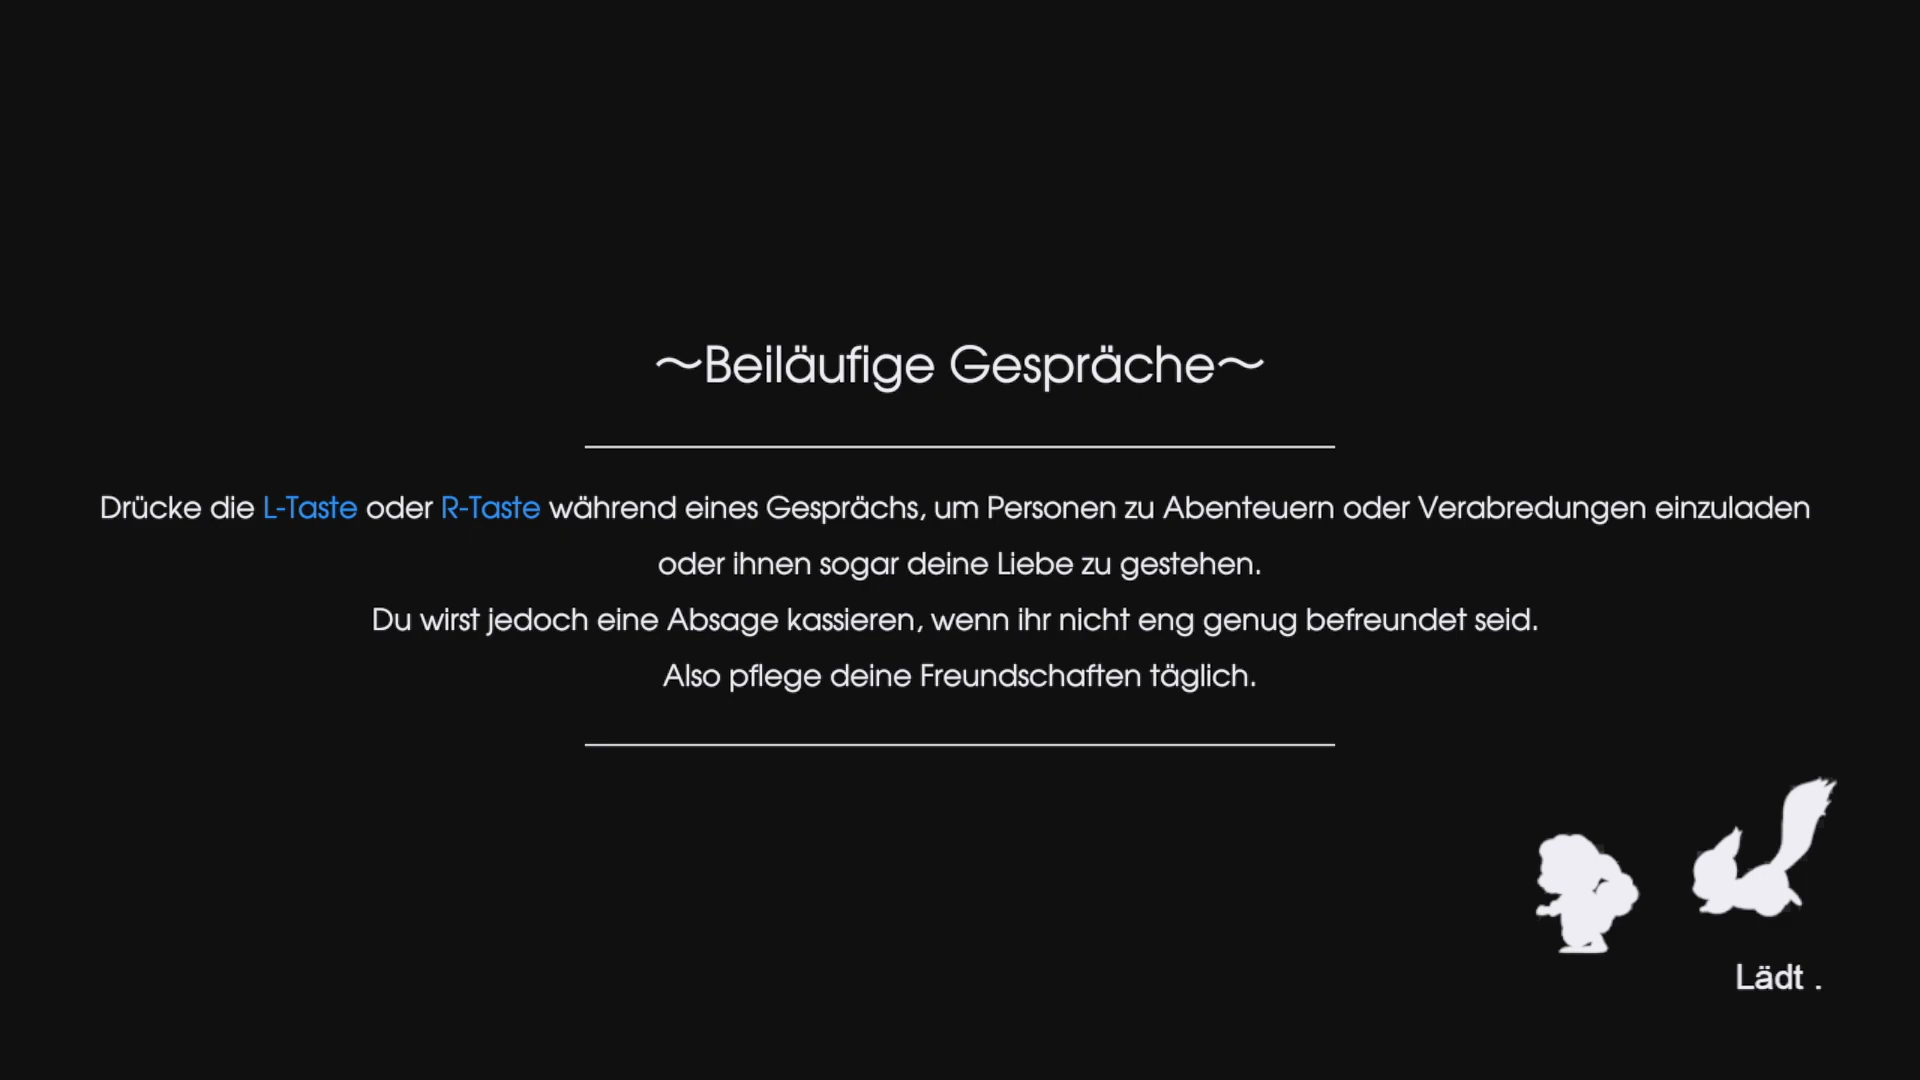 ～Beiläufige Gespräche～
Drücke die L-Taste oder R-Taste während eines Gesprächs, um Personen zu Abenteuern oder Verabredungen einzuladen
oder ihnen sogar deine Liebe zu gestehen.
Du wirst jedoch eine Absage kassieren, wenn ihr nicht eng genug befreundet seid.
Also pflege deine Freundschaften täglich.
Lädt .